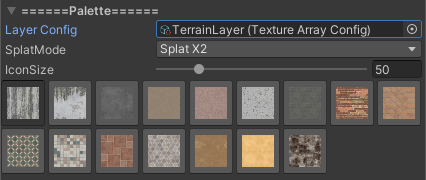 ======Palette======
Layer Config TerrainLayer (Texture Array Config)
SplatMode Splat X2
IconSize 50